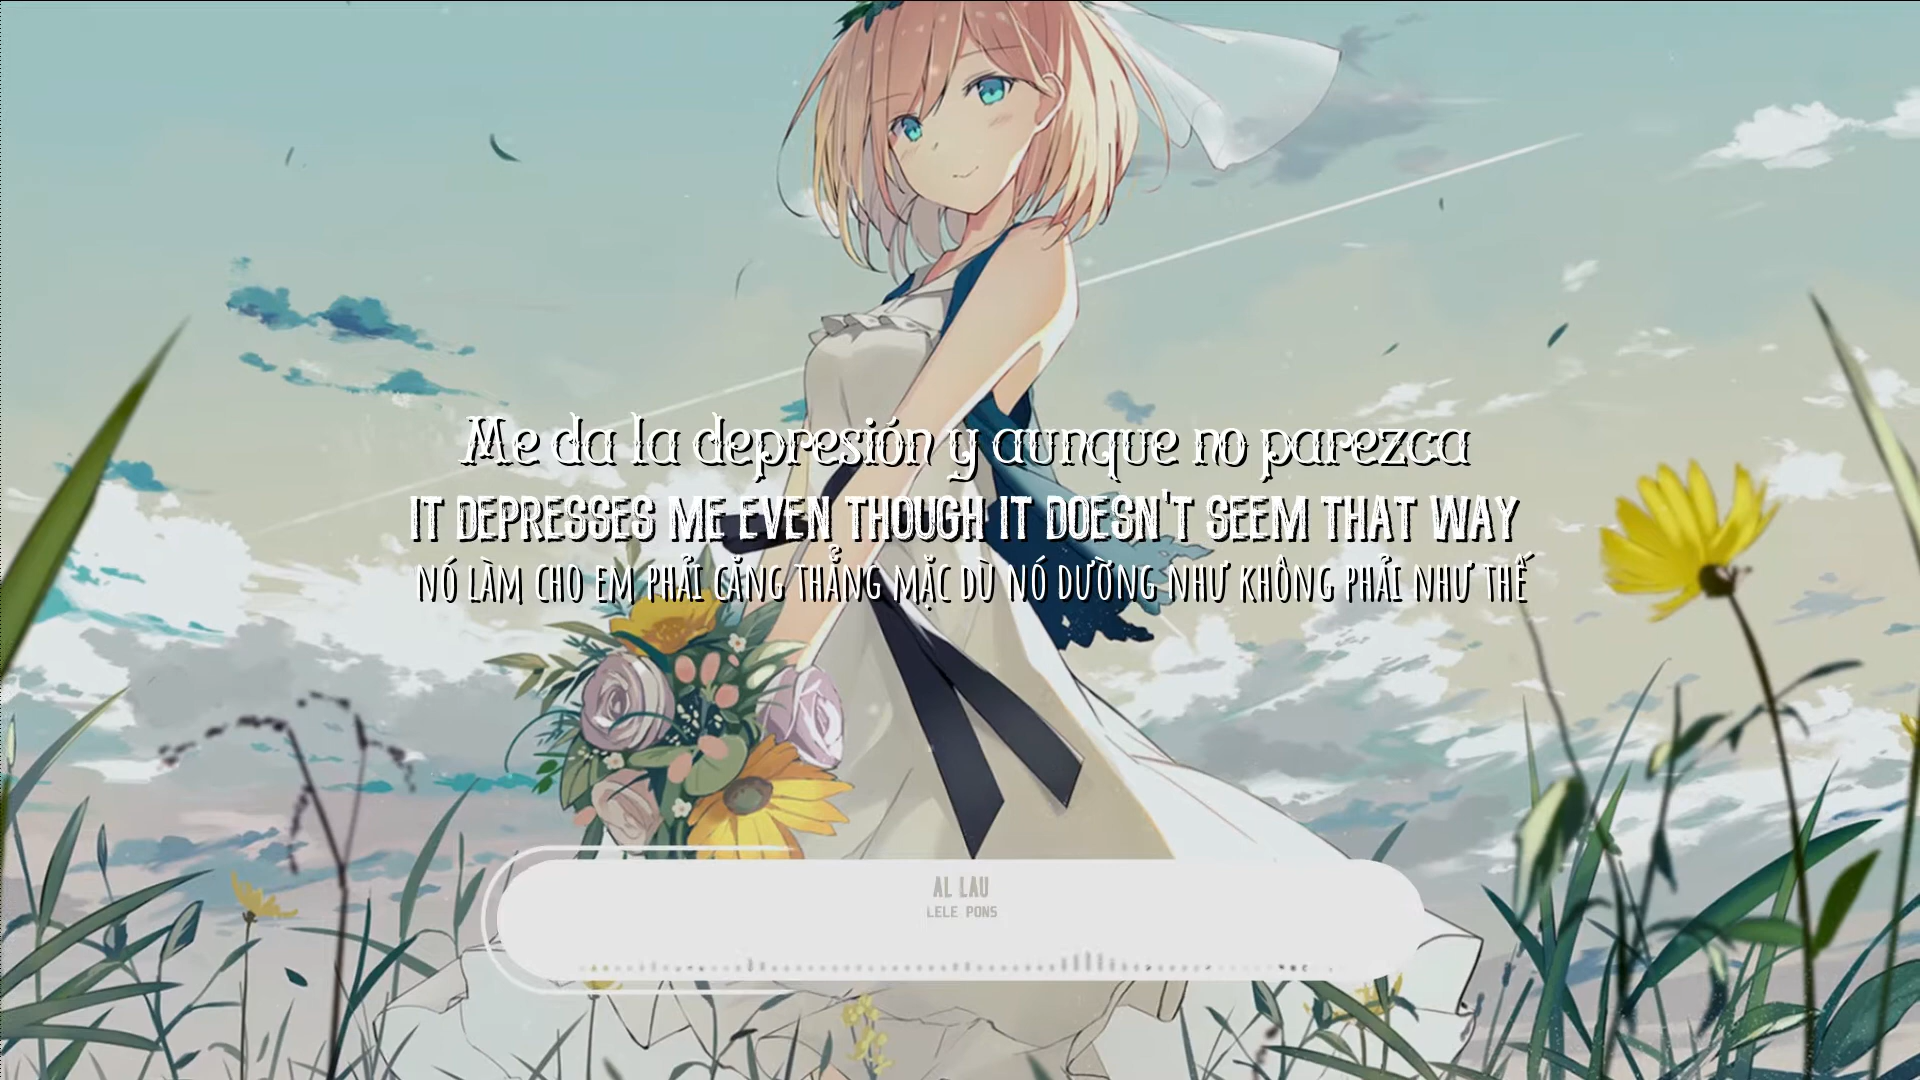 Me da la depresión y aunque no parezca
IT DEPRESSES ME EVEN THOUGH IT DOESN'T SEEM THAT WAY
NÓ LÀM CHO EM PHẢI CĂNG THẲNG MẶC DÙ NÓ DƯỜNG NHƯ KHÔNG PHẢI NHƯ THẾ
AL LAU
LELE PONS